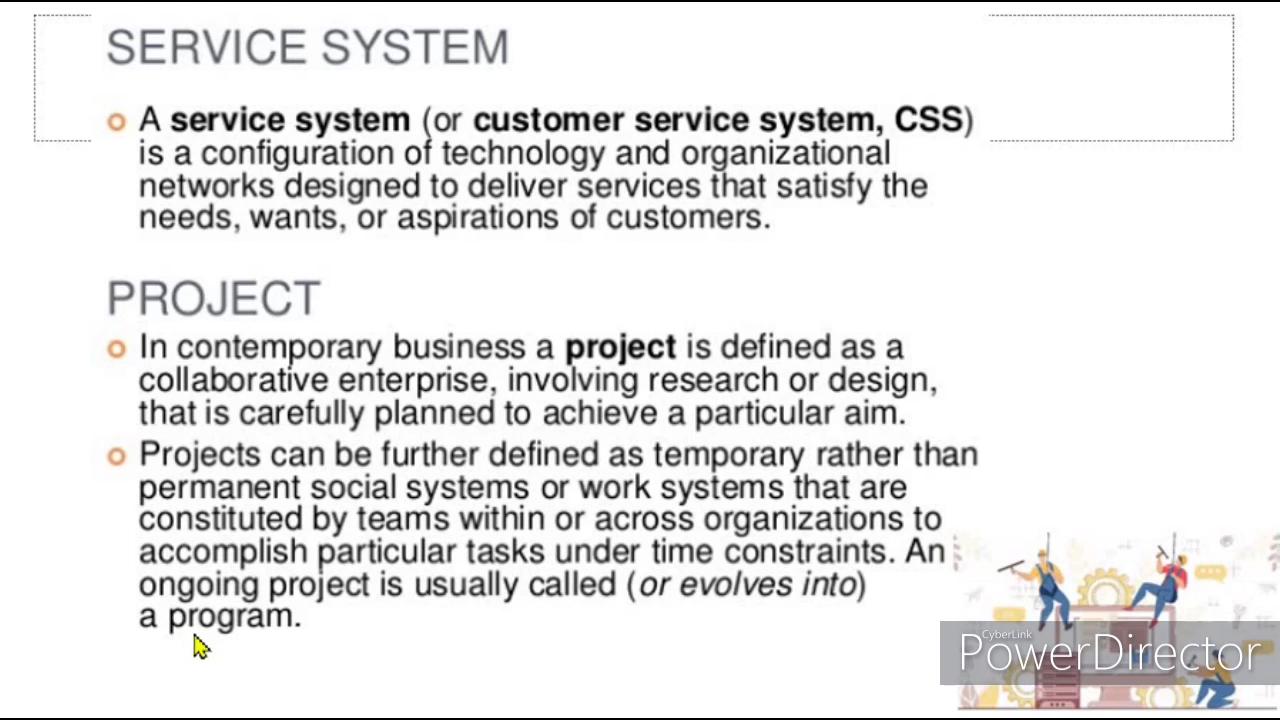 SERVICE SYSTEM
A service system (or customer service system, CSS)
is a configuration of technology and organizational
networks designed to deliver services that satisfy the
needs, wants, or aspirations of customers.
PROJECT
In contemporary business a project is defined as a
collaborative enterprise, involving research or design,
that is carefully planned to achieve a particular aim.
Projects can be further defined as temporary rather than
permanent social systems or work systems that are
constituted by teams within or across organizations to
accomplish particular tasks under time constraints. An
ongoing project is usually called (or evolves into)
a program.
CyberLink
PowerDirector